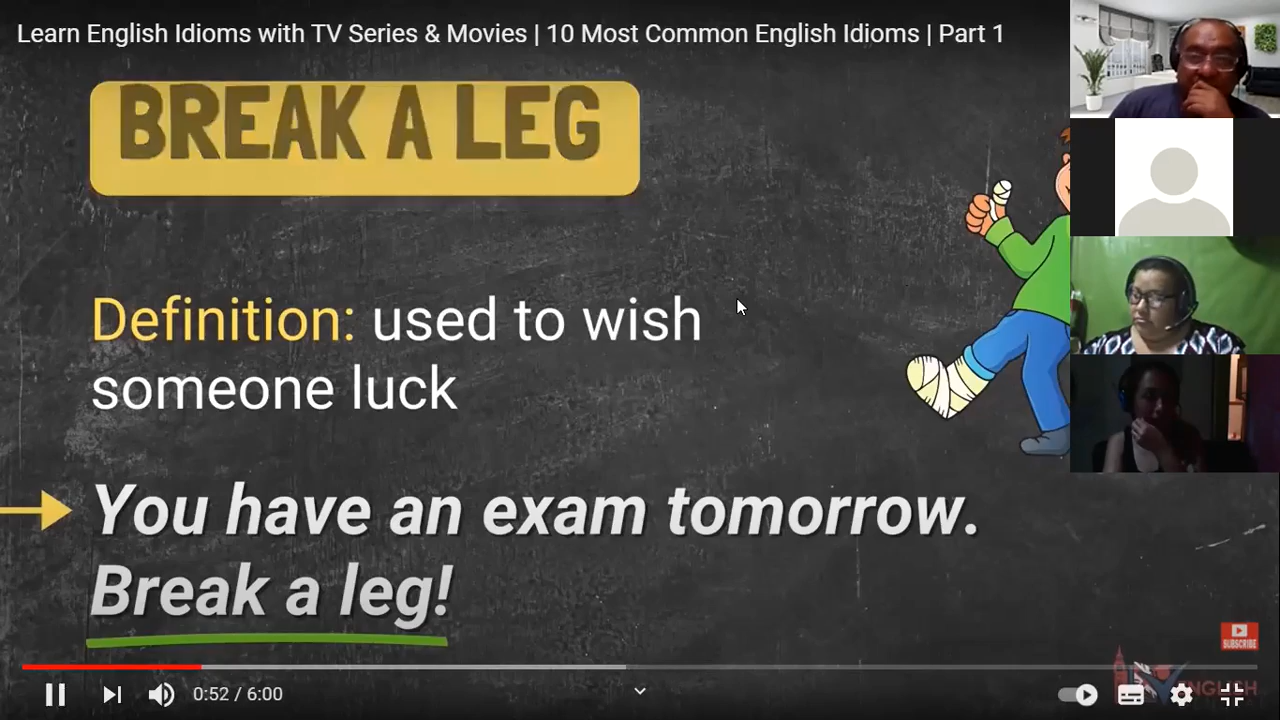 Learn English Idioms with TV Series & Movies | 10 Most Common English Idioms | Part 1
BREAK A LEG
Definition: used to wish
someone luck
You have an exam tomorrow.
Break a leg!
SUBSCRIBE
ENGLISH
0:52 / 6:00